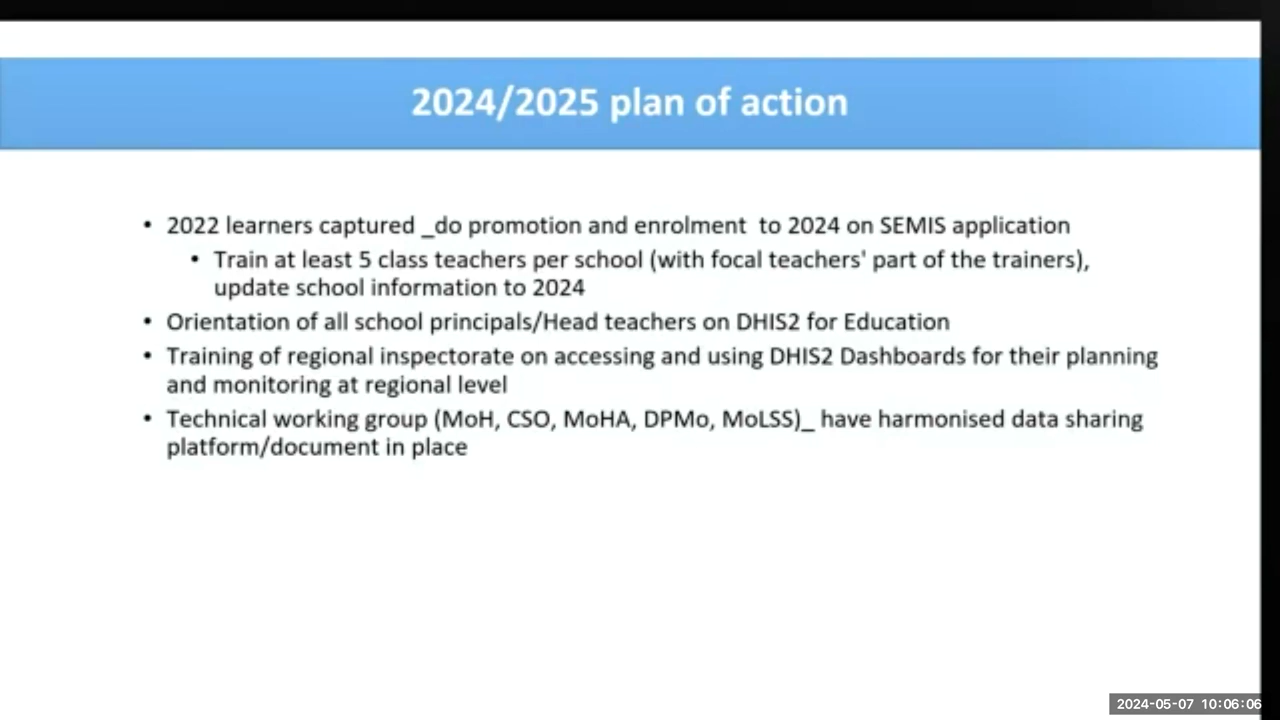 2024/2025 plan of action
• 2022 learners captured _do promotion and enrolment  to 2024 on SEMIS application
• Train at least 5 class teachers per school (with focal teachers' part of the trainers),
update school information to 2024
• Orientation of all school principals/Head teachers on DHIS2 for Education
• Training of regional inspectorate on accessing and using DHIS2 Dashboards for their planning
and monitoring at regional level
• Technical working group (MoH, CSO, MoHA, DPMo, MoLSS)_ have harmonised data sharing
platform/document in place
2024-05-07 10:06:06